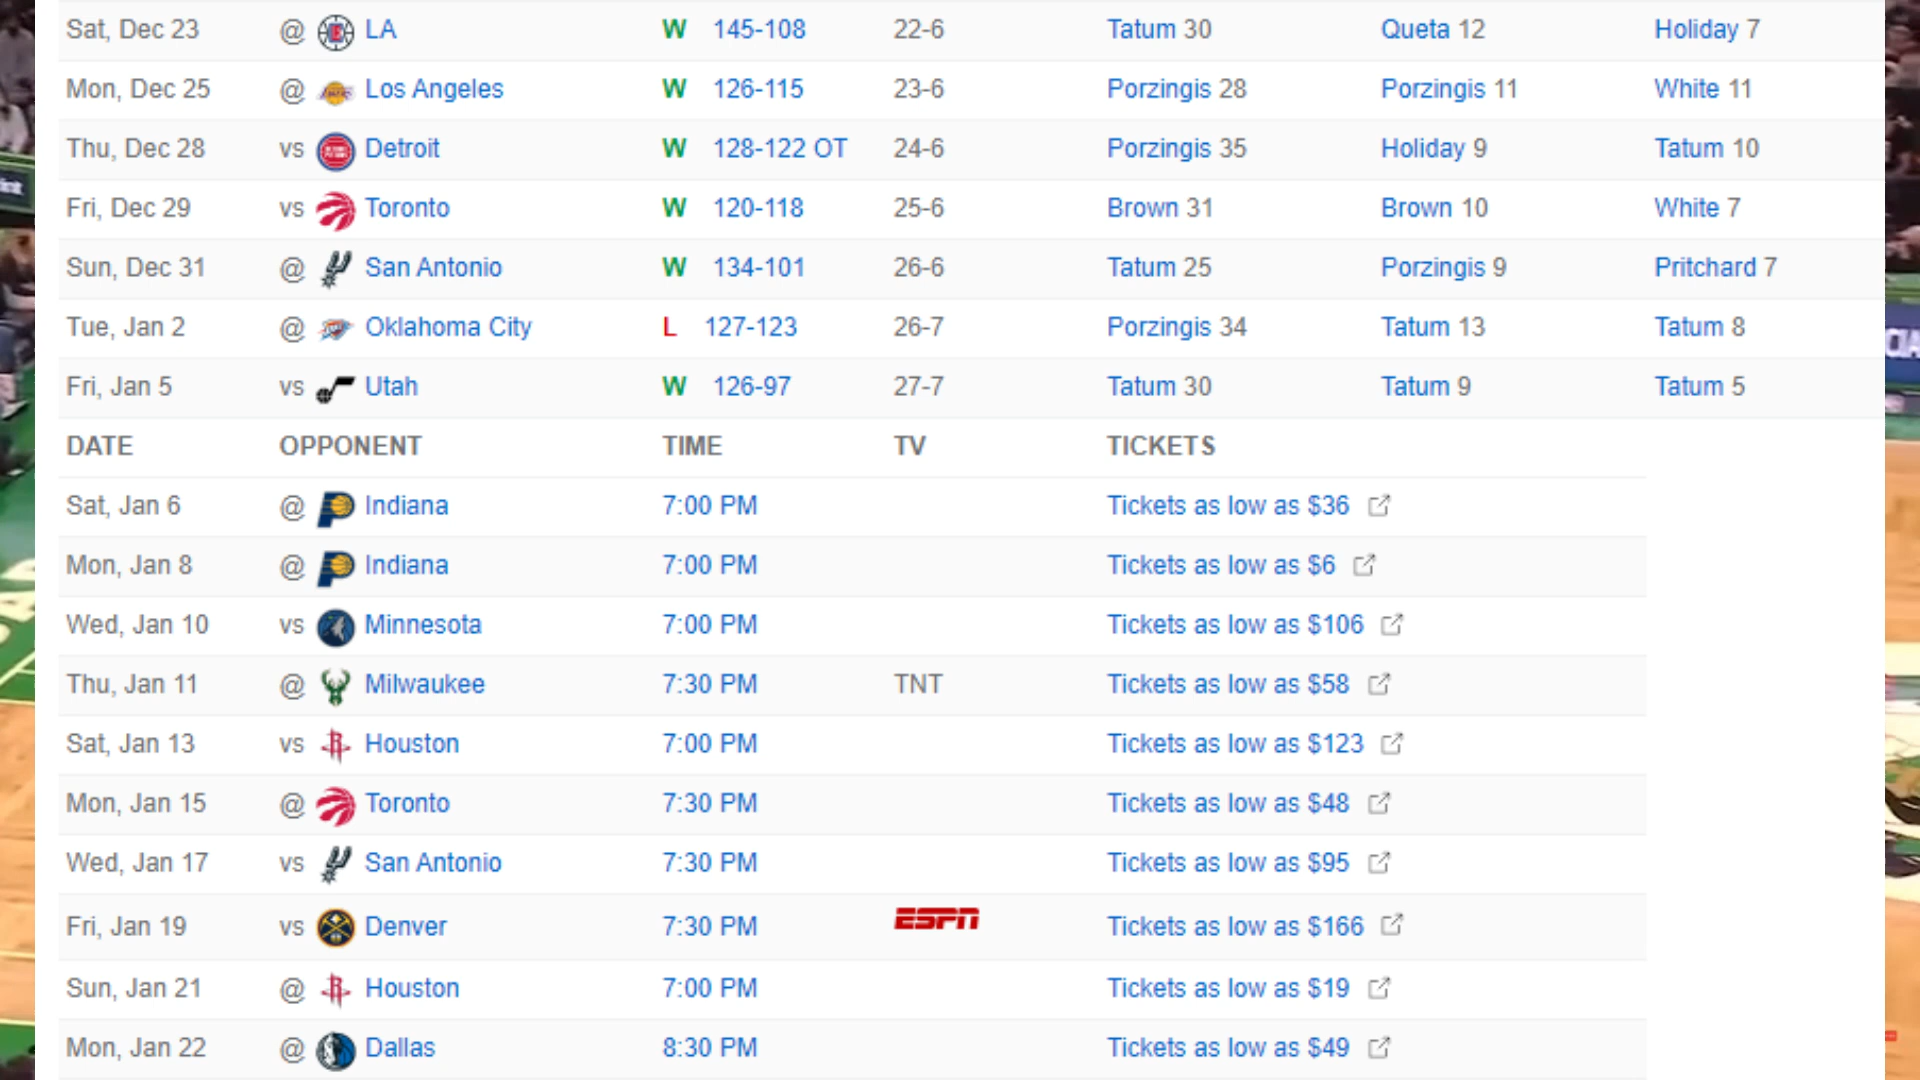 Sat, Dec 23 @ LA W 145-108 22-6 Tatum 30 Queta 12 Holiday 7
Mon, Dec 25 @ Los Angeles W 126-115 23-6 Porzingis 28 Porzingis 11 White 11
Thu, Dec 28 vs Detroit W 128-122 OT 24-6 Porzingis 35 Holiday 9 Tatum 10
Fri, Dec 29 vs Toronto W 120-118 25-6 Brown 31 Brown 10 White 7
Sun, Dec 31 @ San Antonio W 134-101 26-6 Tatum 25 Porzingis 9 Pritchard 7
Tue, Jan 2 @ Oklahoma City L 127-123 26-7 Porzingis 34 Tatum 13 Tatum 8
Fri, Jan 5 vs Utah W 126-97 27-7 Tatum 30 Tatum 9 Tatum 5
DATE OPPONENT TIME TV TICKETS
Sat, Jan 6 @ Indiana 7:00 PM Tickets as low as $36
Mon, Jan 8 @ Indiana 7:00 PM Tickets as low as $6
Wed, Jan 10 vs Minnesota 7:00 PM Tickets as low as $106
Thu, Jan 11 @ Milwaukee 7:30 PM TNT Tickets as low as $58
Sat, Jan 13 vs Houston 7:00 PM Tickets as low as $123
Mon, Jan 15 @ Toronto 7:30 PM Tickets as low as $48
Wed, Jan 17 vs San Antonio 7:30 PM Tickets as low as $95
Fri, Jan 19 vs Denver 7:30 PM ESPN Tickets as low as $166
Sun, Jan 21 @ Houston 7:00 PM Tickets as low as $19
Mon, Jan 22 @ Dallas 8:30 PM Tickets as low as $49